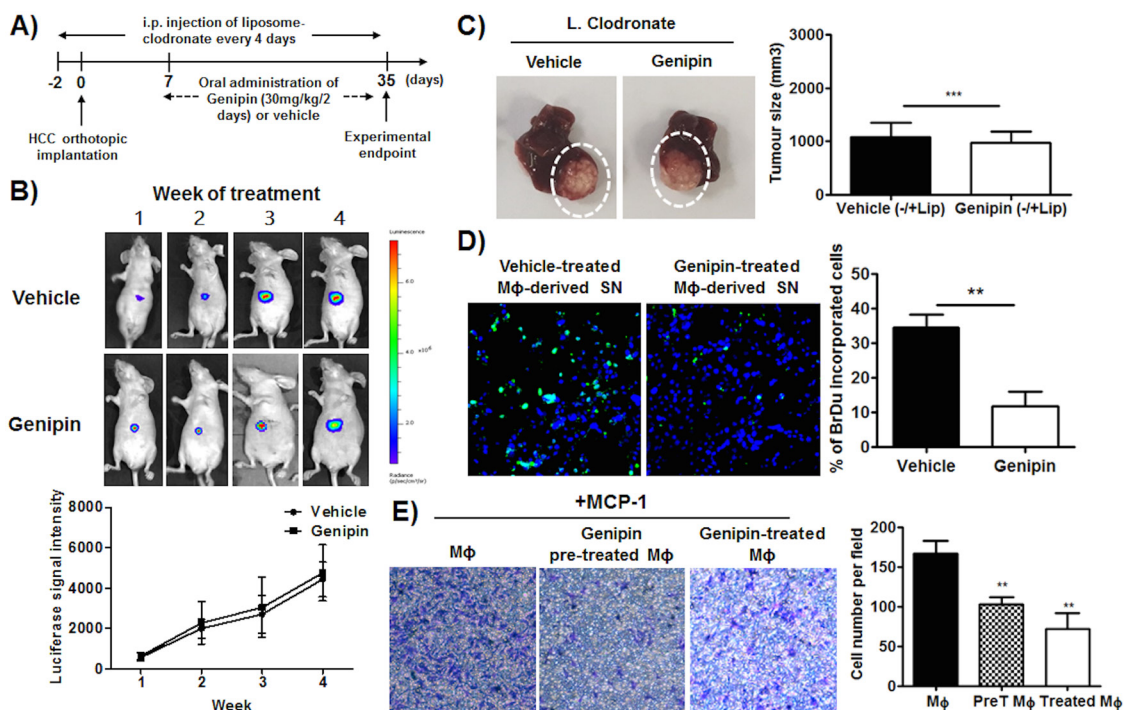 A)
i.p. injection of liposome-
clodronate every 4 days
-2 0 7 35 (days)
Oral administration of
Genipin (30mg/kg/2
days) or vehicle
HCC orthotopic
implantation
Experimental
endpoint
B)
Week of treatment
1 2 3 4
Vehicle
Genipin
Luminescence
Radiance
(p/sec/cm²/sr)
Luciferase signal intensity
8000
6000
4000
2000
0
Vehicle
Genipin
1 2 3 4
Week
C)
L. Clodronate
Vehicle Genipin
Tumour size (mm3)
3000
2000
1000
0
***
Vehicle (-/+Lip) Genipin (-/+Lip)
D)
Vehicle-treated
Mϕ-derived SN
Genipin-treated
Mϕ-derived SN
% of BrDu Incorporated cells
50
40
30
20
10
0
**
Vehicle Genipin
E)
+MCP-1
Mϕ
Genipin
pre-treated Mϕ
Genipin-treated
Mϕ
Cell number per field
200
150
100
50
0
**
**
Mϕ PreT Mϕ Treated Mϕ